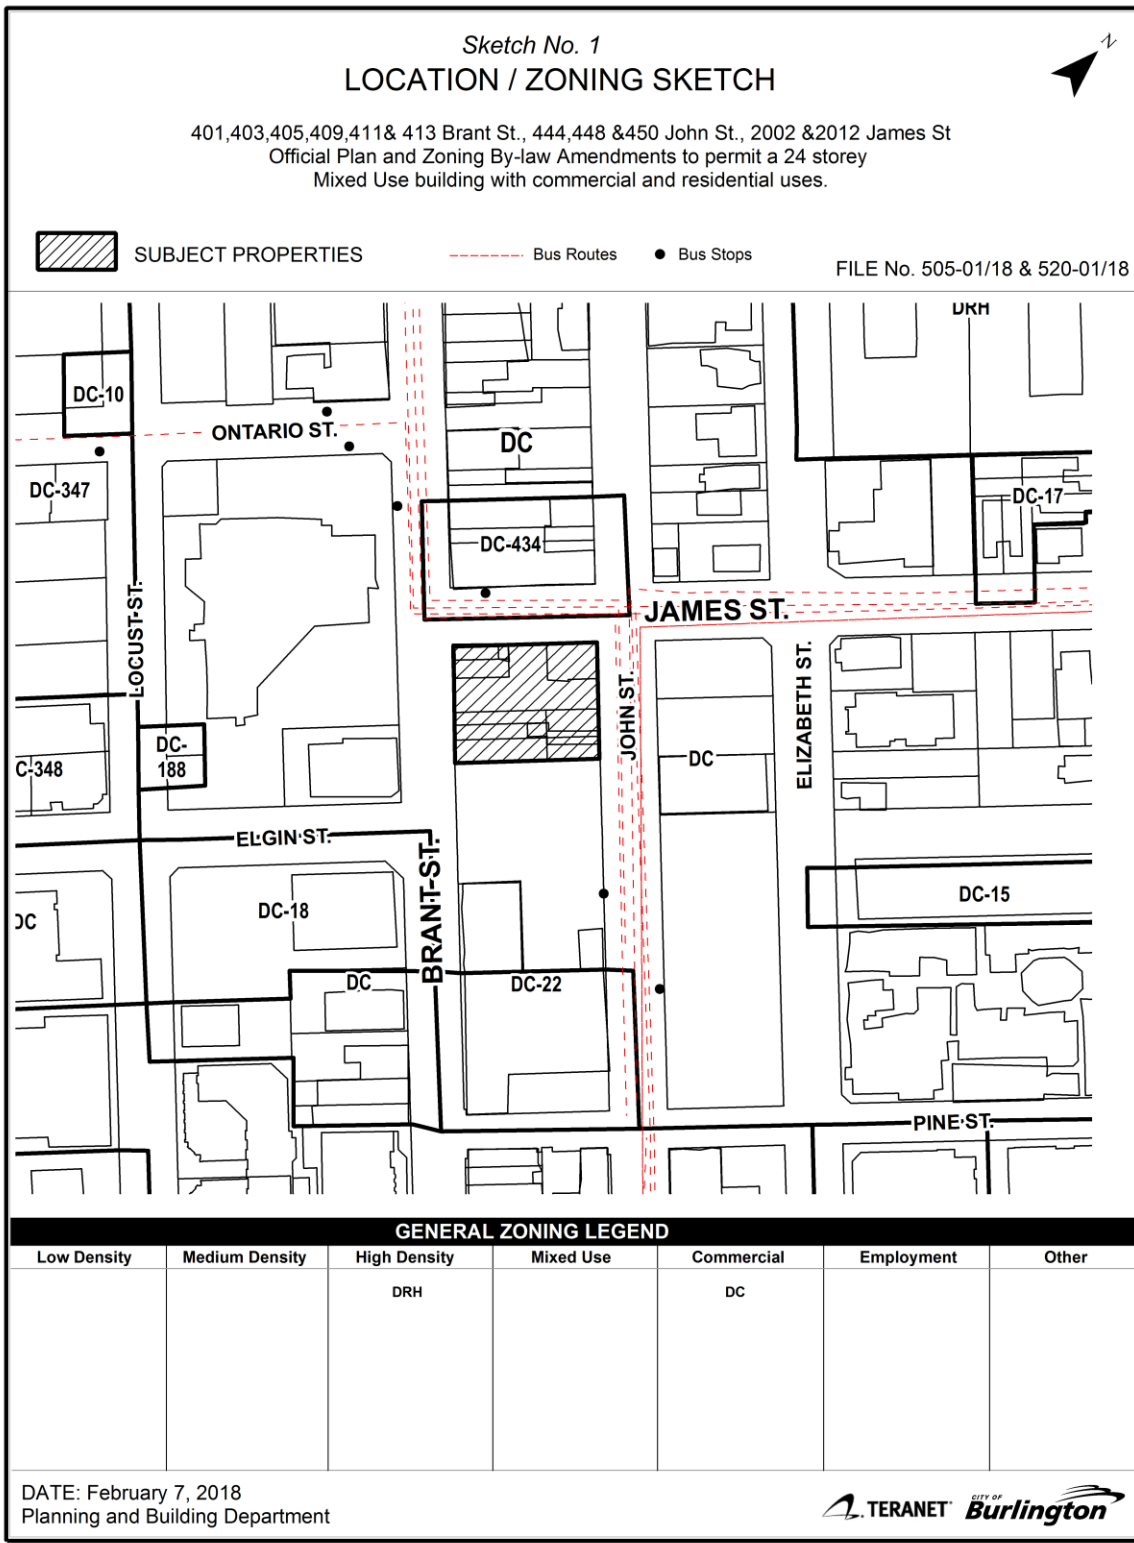 Sketch No. 1
N
LOCATION / ZONING SKETCH
401,403,405,409,411& 413 Brant St., 444,448 &450 John St., 2002 &2012 James St
Official Plan and Zoning By-law Amendments to permit a 24 storey
Mixed Use building with commercial and residential uses.
SUBJECT PROPERTIES
Bus Routes
Bus Stops
FILE No. 505-01/18 & 520-01/18
DRH
DC-10
ONTARIO ST.
DC
DC-347
DC-17
DC-434
LOCUST ST.
JAMES ST.
JOHN ST.
ELIZABETH ST.
DC-
188
DC
C-348
ELGIN ST.
BRANT ST.
DC-18
DC-15
DC
DC
DC-22
PINE ST.
GENERAL ZONING LEGEND
Low Density
Medium Density
High Density
Mixed Use
Commercial
Employment
Other
DRH
DC
DATE: February 7, 2018
Planning and Building Department
TERANET
CITY OF
Burlington